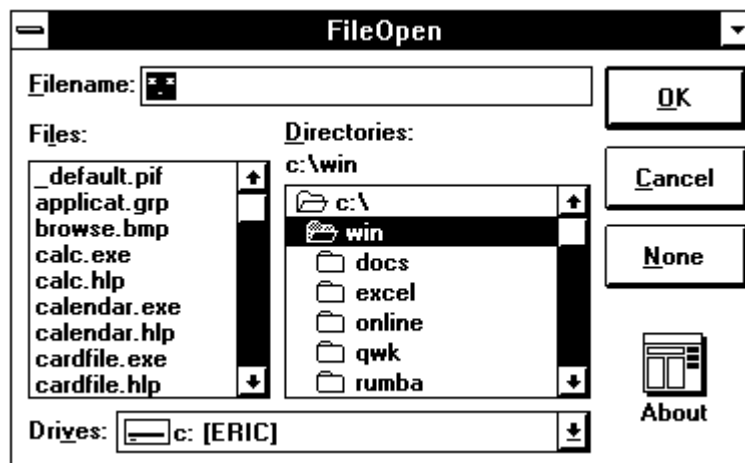 FileOpen
Filename: *.*
OK
Files:
Directories:
c:\win
Cancel
_default.pif
applicat.grp
browse.bmp
calc.exe
calc.hlp
calendar.exe
calendar.hlp
cardfile.exe
cardfile.hlp
c:\
win
docs
excel
online
qwk
rumba
None
About
Drives: c: [ERIC]